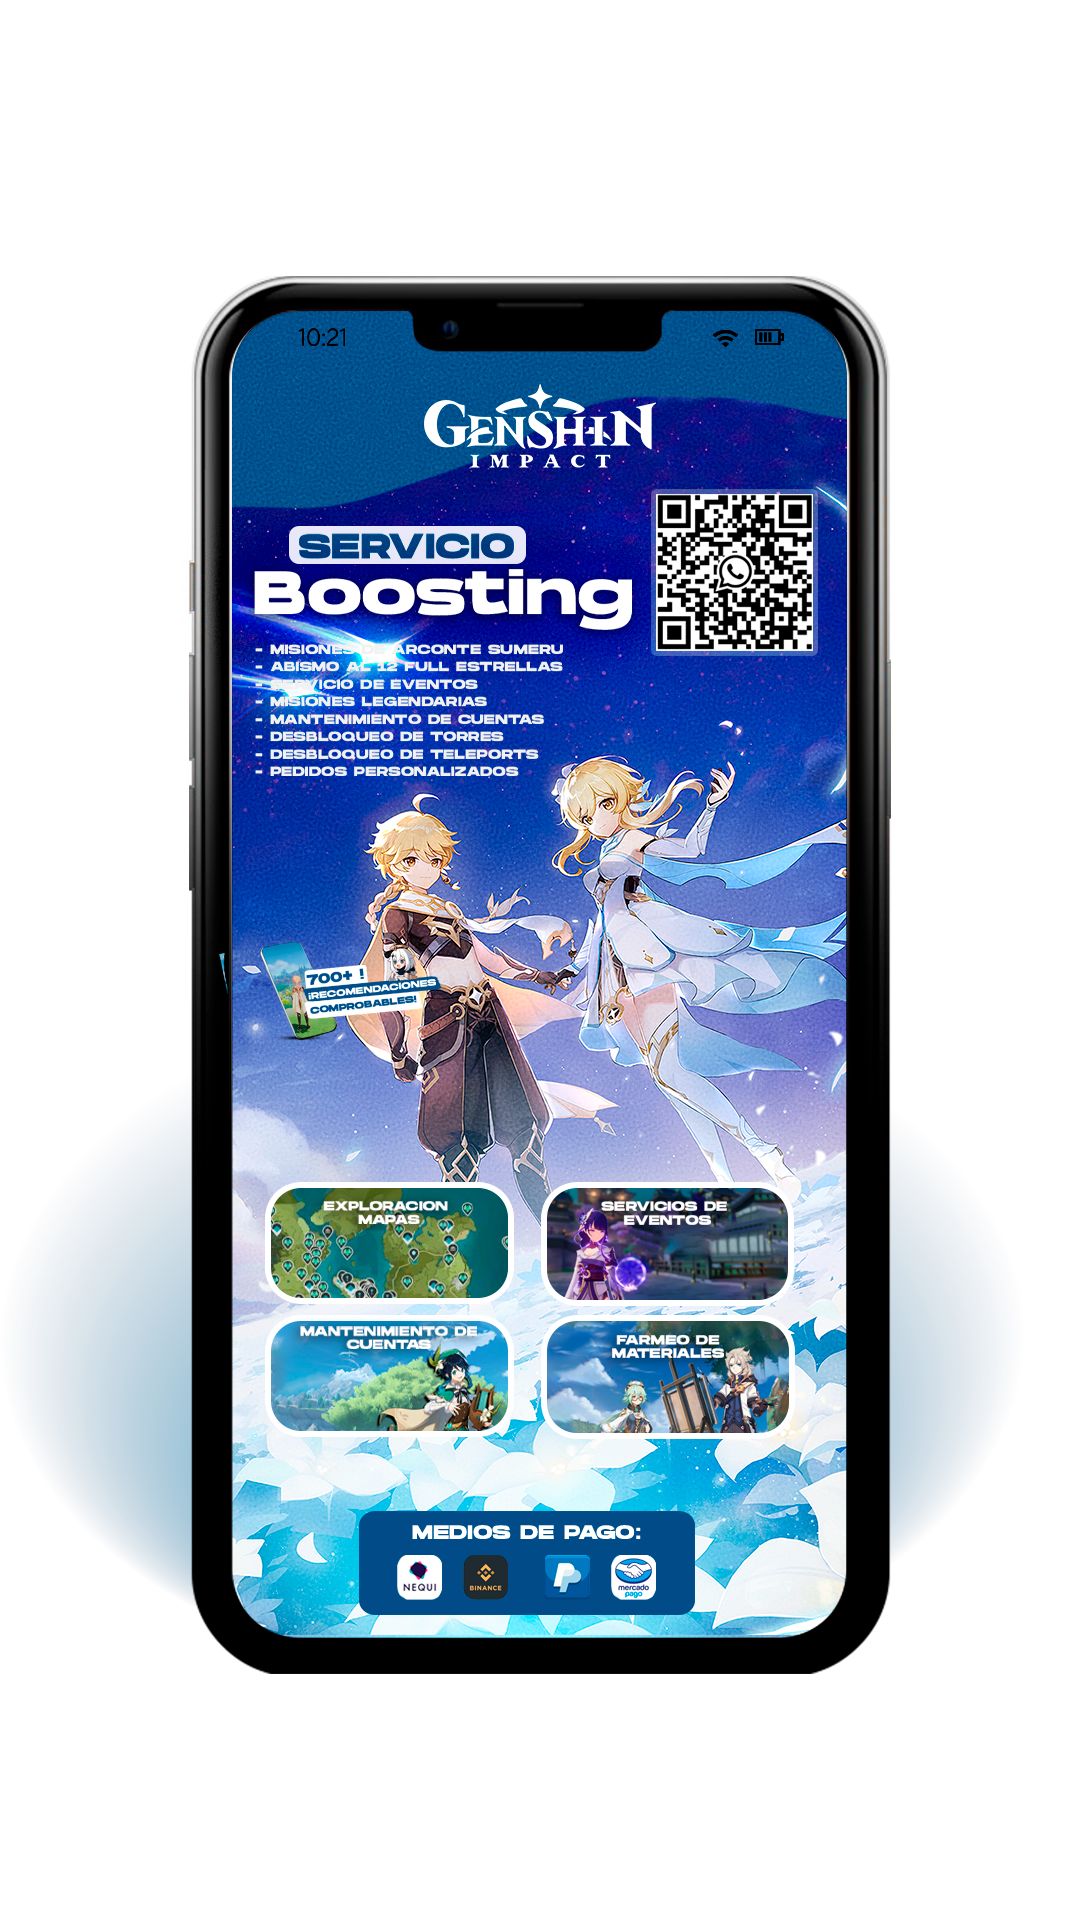 10:21
GENSHIN
IMPACT
SERVICIO
Boosting
- MISIONES DE ARCONTE SUMERU
- ABISMO AL 12 FULL ESTRELLAS
- SERVICIO DE EVENTOS
- MISIONES LEGENDARIAS
- MANTENIMIENTO DE CUENTAS
- DESBLOQUEO DE TORRES
- DESBLOQUEO DE TELEPORTS
- PEDIDOS PERSONALIZADOS
700+ !
¡RECOMENDACIONES
COMPROBABLES!
EXPLORACION
MAPAS
SERVICIOS DE
EVENTOS
MANTENIMIENTO DE
CUENTAS
FARMEO DE
MATERIALES
MEDIOS DE PAGO:
NEQUI
BINANCE
mercado
pago